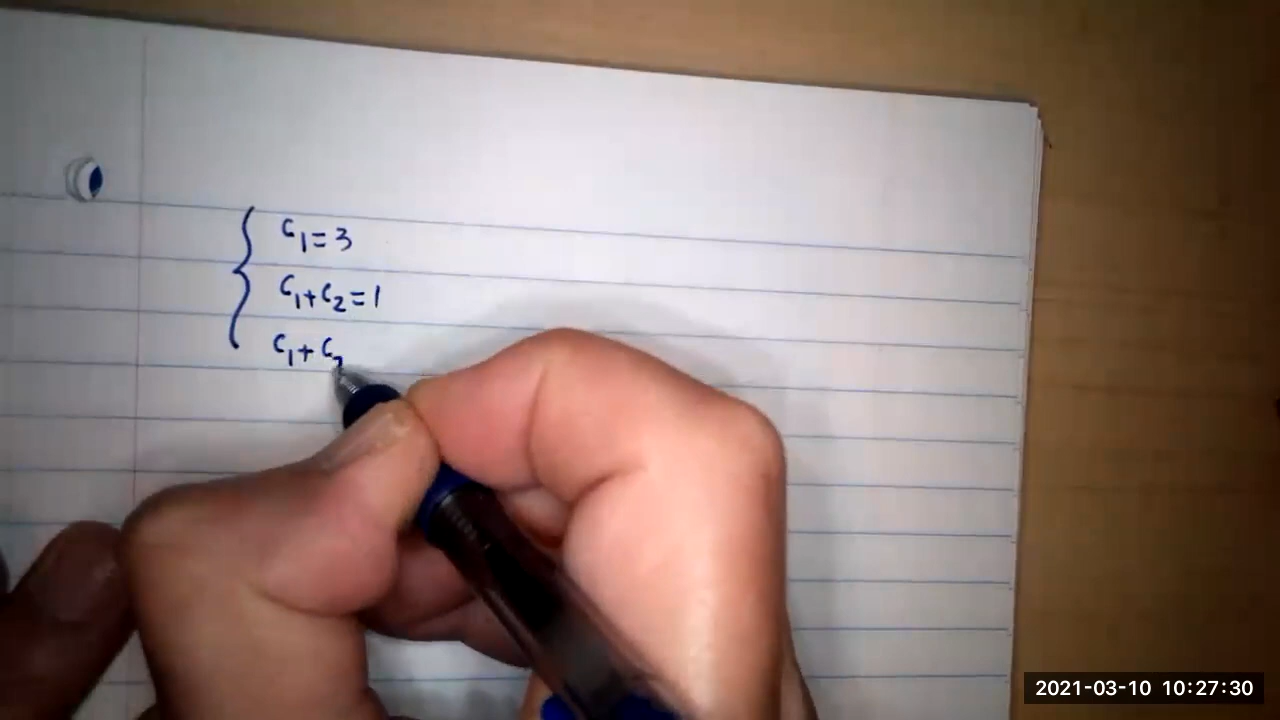 c₁ = 3
c₁ + c₂ = 1
c₁ + c
2021-03-10 10:27:30